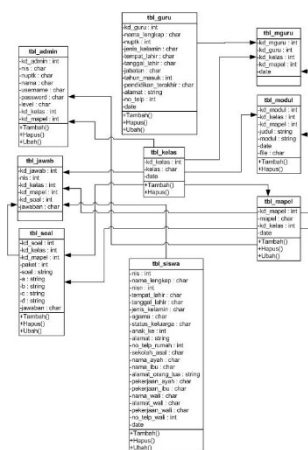 tbl_guru
-kd_guru : int
-nama_lengkap : char
-nuptk : int
-jenis_kelamin : char
-tempat_lahir : char
-tanggal_lahir : char
-jabatan : char
-tahun_masuk : int
-pendidikan_terakhir : char
-alamat : string
-no_telp : int
-date
+Tambah()
+Hapus()
+Ubah()
tbl_mguru
-kd_mguru : int
-kd_guru : int
-kd_kelas : int
-kd_mapel : int
-date
tbl_admin
-kd_admin : int
-nis : char
-nuptk : char
-nama : char
-username : char
-password : char
-level : char
-kd_kelas : int
-kd_mapel : int
+Tambah()
+Hapus()
+Ubah()
tbl_modul
-kd_modul : int
-kd_kelas : int
-kd_mapel : int
-judul : string
-modul : string
-date
-file : char
+Tambah()
+Hapus()
+Ubah()
tbl_kelas
-kd_kelas : int
-kelas : char
-date
+Tambah()
+Hapus()
+Ubah()
tbl_jawab
-kd_jawab : int
-nis : int
-kd_kelas : int
-kd_mapel : int
-kd_soal : int
-jawaban : char
tbl_mapel
-kd_mapel : int
-mapel : char
-kd_kelas : int
-date
+Tambah()
+Hapus()
+Ubah()
tbl_soal
-kd_soal : int
-kd_kelas : int
-kd_mapel : int
-paket : int
-soal : string
-a : string
-b : string
-c : string
-d : string
-jawaban : char
+Tambah()
+Hapus()
+Ubah()
tbl_siswa
-nis : int
-nama_lengkap : char
-nisn : int
-tempat_lahir : char
-tanggal_lahir : char
-jenis_kelamin : char
-agama : char
-status_keluarga : char
-anak_ke : int
-alamat : string
-no_telp_rumah : int
-sekolah_asal : char
-nama_ayah : char
-nama_ibu : char
-alamat_orang_tua : string
-pekerjaan_ayah : char
-pekerjaan_ibu : char
-nama_wali : char
-alamat_wali : char
-pekerjaan_wali : char
-no_telp_wali : int
-date
+Tambah()
+Hapus()
+Ubah()